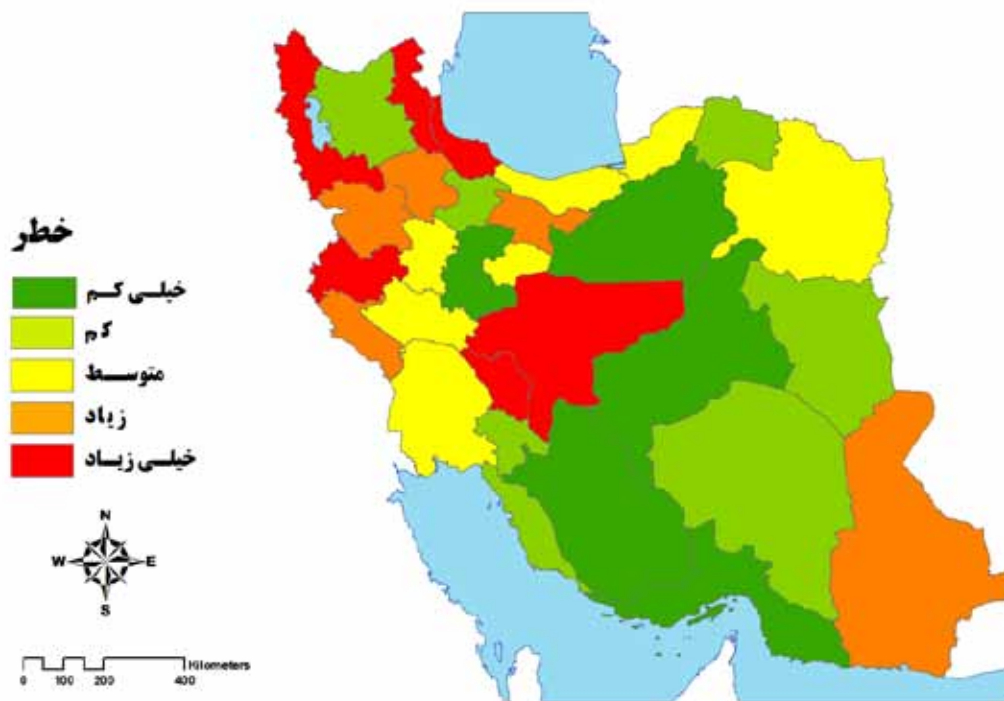 خطر
خیلی کم
کم
متوسط
زیاد
خیلی زیاد
N
W E
S
Kilometers
0 100 200 400